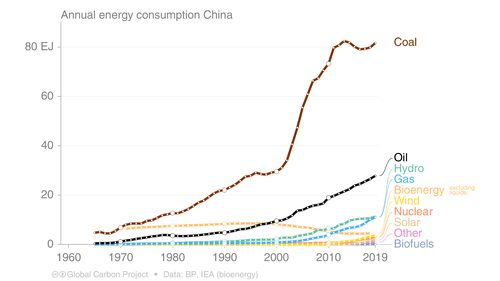 Annual energy consumption China
80 EJ
60
40
20
0
1960
1970
1980
1990
2000
2010
2019
Coal
Oil
Hydro
Gas
Bioenergy excluding liquids
Wind
Nuclear
Solar
Other
Biofuels
Global Carbon Project • Data: BP, IEA (bioenergy)